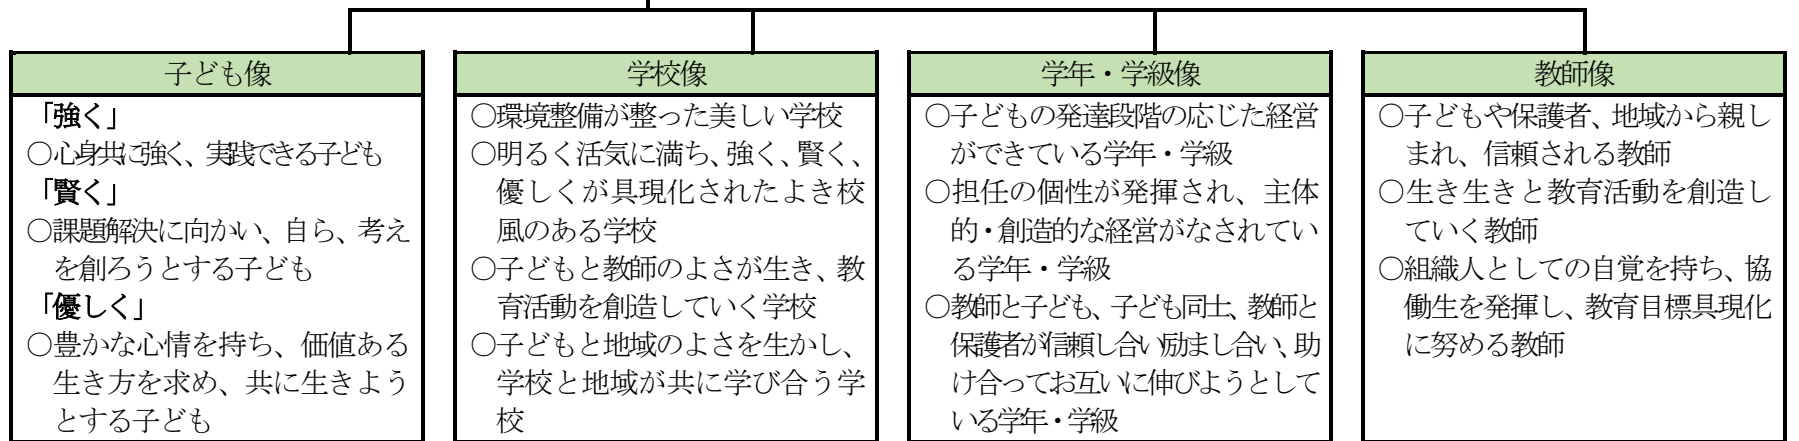 子ども像
「強く」
○心身共に強く、実践できる子ども
「賢く」
○課題解決に向かい、自ら、考え
を創ろうとする子ども
「優しく」
○豊かな心情を持ち、価値ある
生き方を求め、共に生きよう
とする子ども
学校像
○環境整備が整った美しい学校
○明るく活気に満ち、強く、賢く、
優しくが具現化されたよき校
風のある学校
○子どもと教師のよさが生き、教
育活動を創造していく学校
○子どもと地域のよさを生かし、
学校と地域が共に学び合う学
校
学年・学級像
○子どもの発達段階の応じた経営
ができている学年・学級
○担任の個性が発揮され、主体
的・創造的な経営がなされてい
る学年・学級
○教師と子ども、子ども同士、教師と
保護者が信頼し合い励まし合い、助
け合ってお互いに伸びようとして
いる学年・学級
教師像
○子どもや保護者、地域から親し
まれ、信頼される教師
○生き生きと教育活動を創造し
ていく教師
○組織人としての自覚を持ち、協
働生を発揮し、教育目標具現化
に努める教師